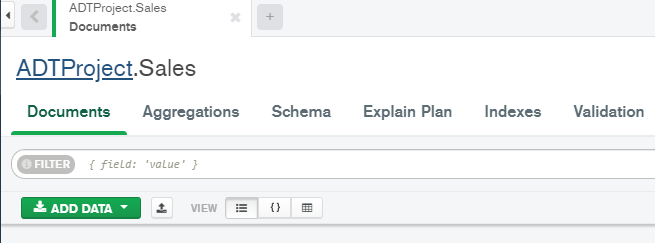 ADTProject.Sales
Documents
ADTProject.Sales
Documents Aggregations Schema Explain Plan Indexes Validation
FILTER { field: 'value' }
ADD DATA VIEW {}